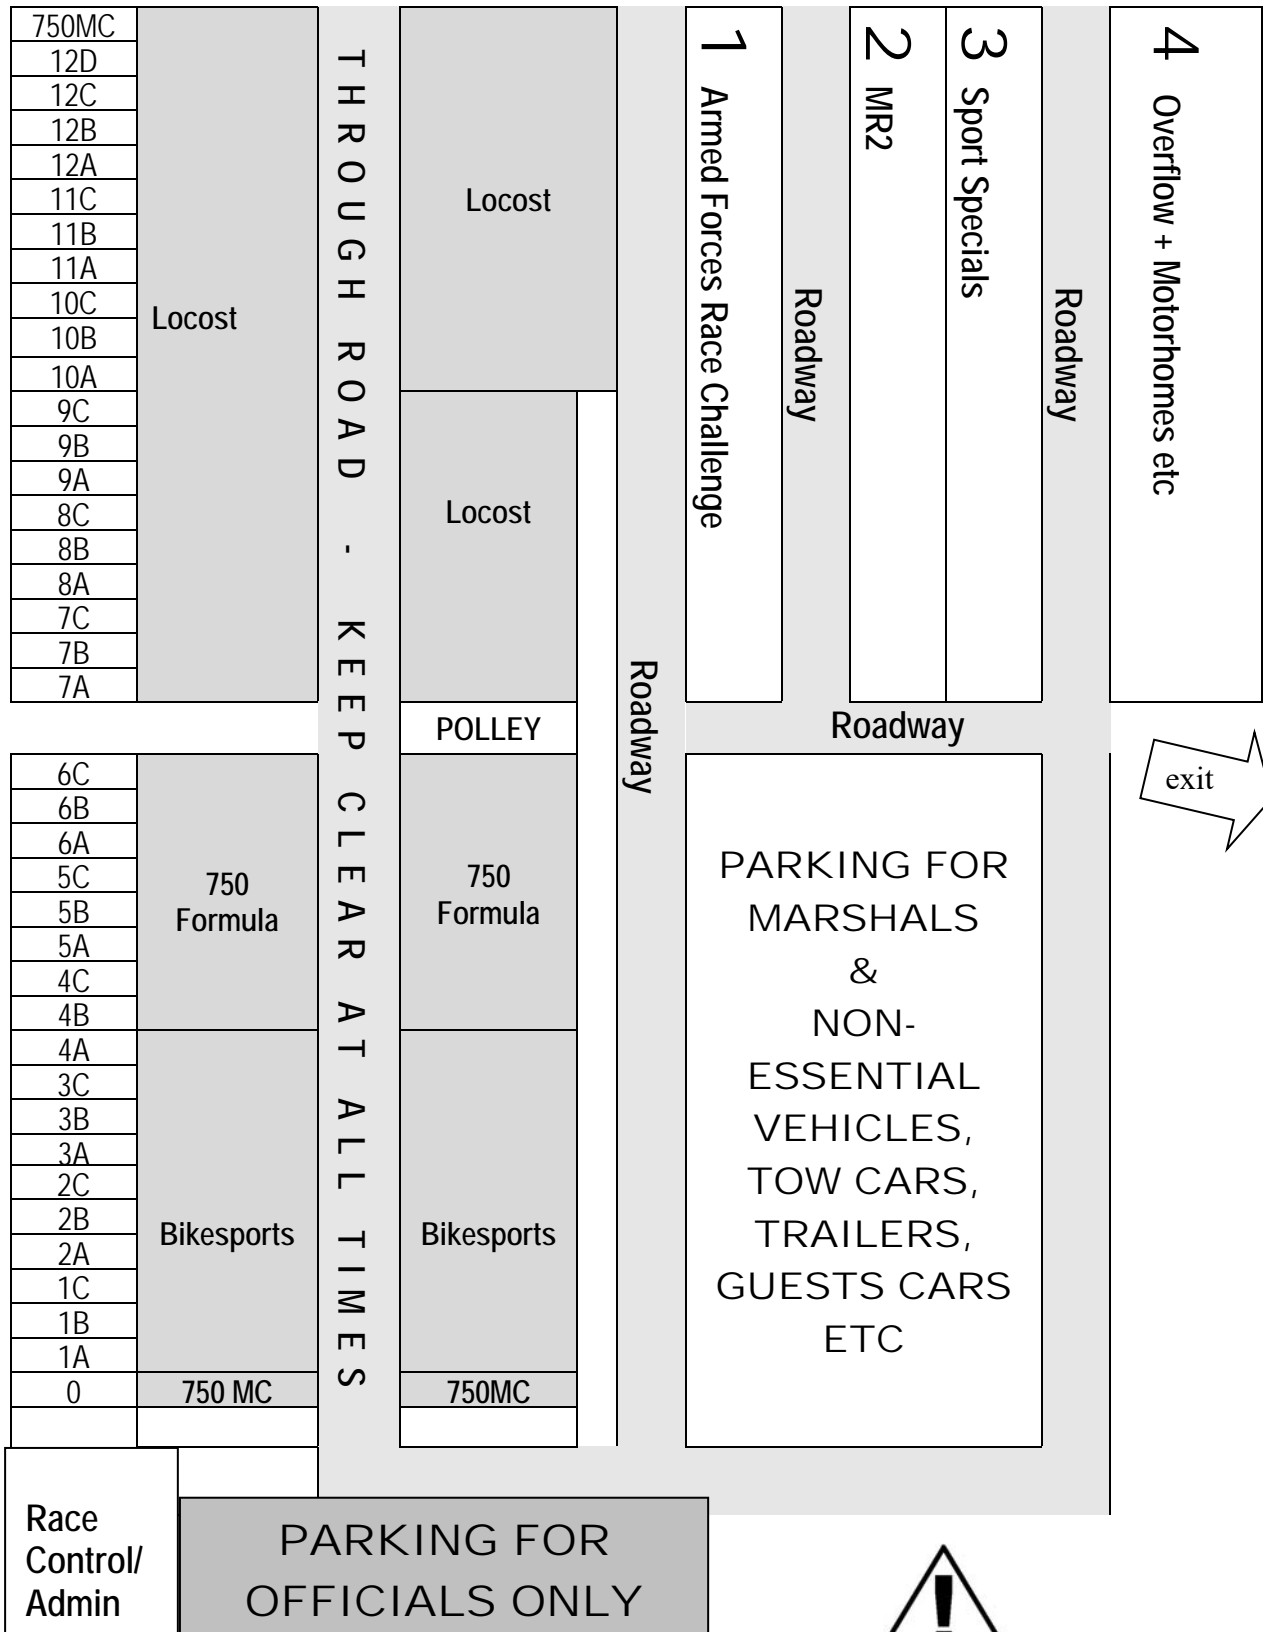 750MC
12D
12C
12B
12A
11C
11B
11A
10C
10B
10A
9C
9B
9A
8C
8B
8A
7C
7B
7A
6C
6B
6A
5C
5B
5A
4C
4B
4A
3C
3B
3A
2C
2B
2A
1C
1B
1A
0
Locost
750
Formula
Bikesports
750 MC
THROUGH ROAD - KEEP CLEAR AT ALL TIMES
Locost
Locost
POLLEY
750
Formula
Bikesports
750MC
Roadway
1 Armed Forces Race Challenge
Roadway
2 MR2
3 Sport Specials
Roadway
4 Overflow + Motorhomes etc
Roadway
exit
PARKING FOR
MARSHALS
&
NON-
ESSENTIAL
VEHICLES,
TOW CARS,
TRAILERS,
GUESTS CARS
ETC
Race
Control/
Admin
PARKING FOR
OFFICIALS ONLY
!